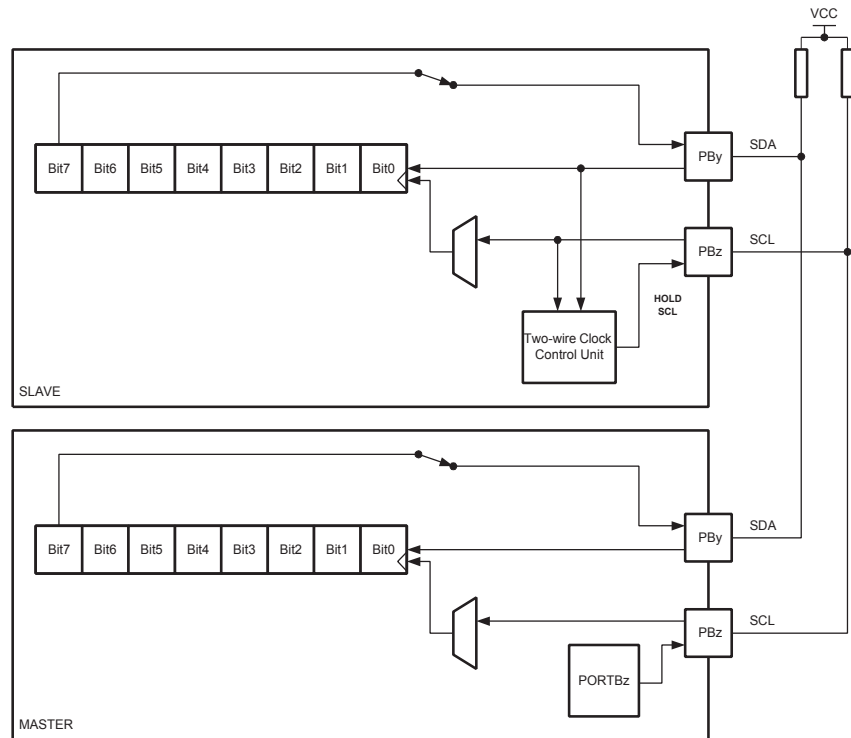 VCC
Bit7 Bit6 Bit5 Bit4 Bit3 Bit2 Bit1 Bit0
PBy
SDA
PBz
SCL
HOLD
SCL
Two-wire Clock
Control Unit
SLAVE
Bit7 Bit6 Bit5 Bit4 Bit3 Bit2 Bit1 Bit0
PBy
SDA
PBz
SCL
PORTBz
MASTER